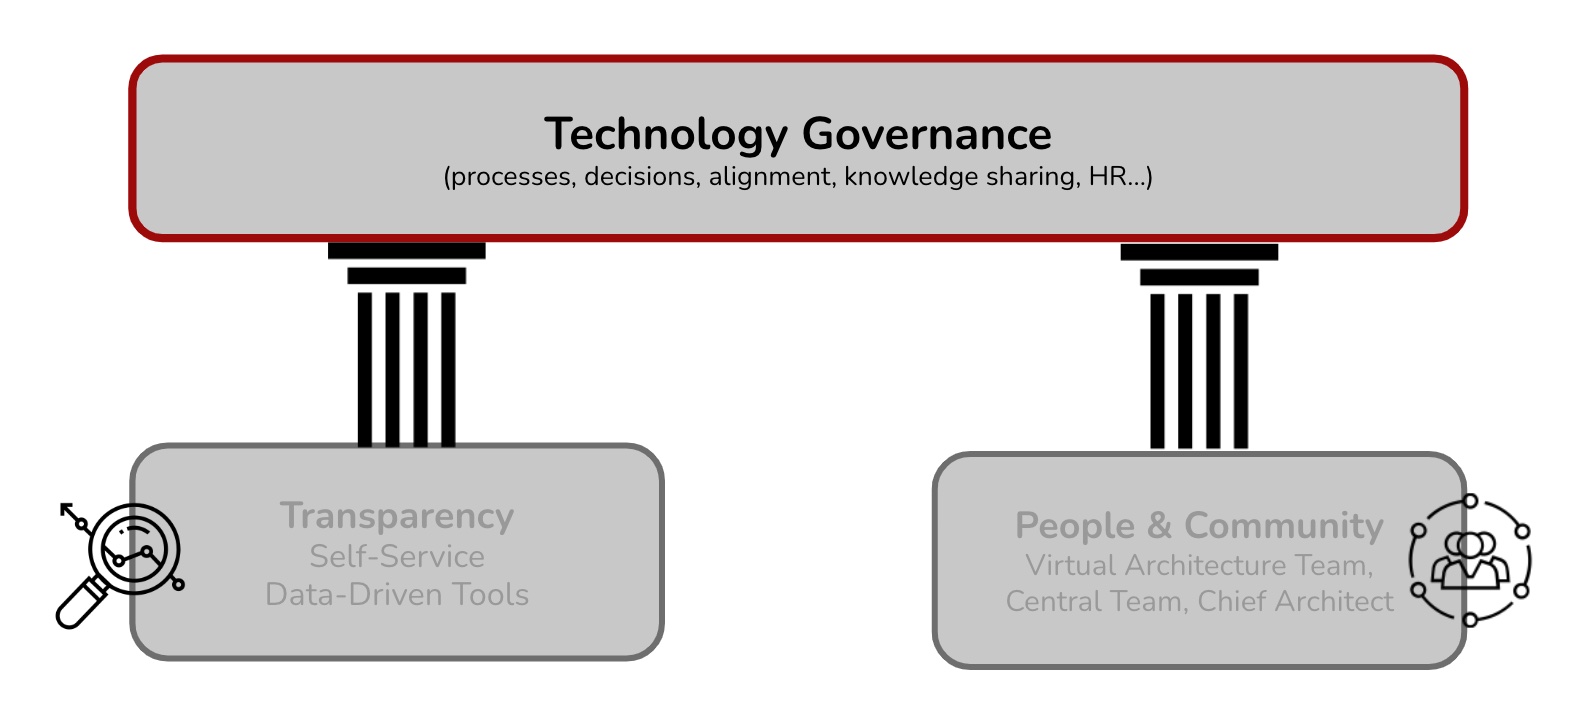 Technology Governance
(processes, decisions, alignment, knowledge sharing, HR...)
Transparency
Self-Service
Data-Driven Tools
People & Community
Virtual Architecture Team,
Central Team, Chief Architect